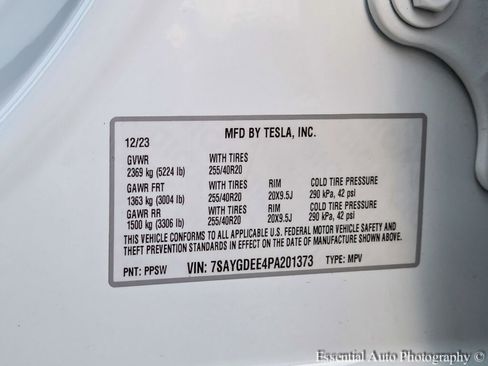 12/23 MFD BY TESLA, INC.
GVWR WITH TIRES
2369 kg (5224 lb) 255/40R20
GAWR FRT WITH TIRES RIM COLD TIRE PRESSURE
1363 kg (3004 lb) 255/40R20 20X9.5J 290 kPa, 42 psi
GAWR RR WITH TIRES RIM COLD TIRE PRESSURE
1500 kg (3306 lb) 255/40R20 20X9.5J 290 kPa, 42 psi
THIS VEHICLE CONFORMS TO ALL APPLICABLE U.S. FEDERAL MOTOR VEHICLE SAFETY AND
THEFT PREVENTION STANDARDS IN EFFECT ON THE DATE OF MANUFACTURE SHOWN ABOVE.
PNT: PPSW VIN: 7SAYGDEE4PA201373 TYPE: MPV
Essential Auto Photography ©